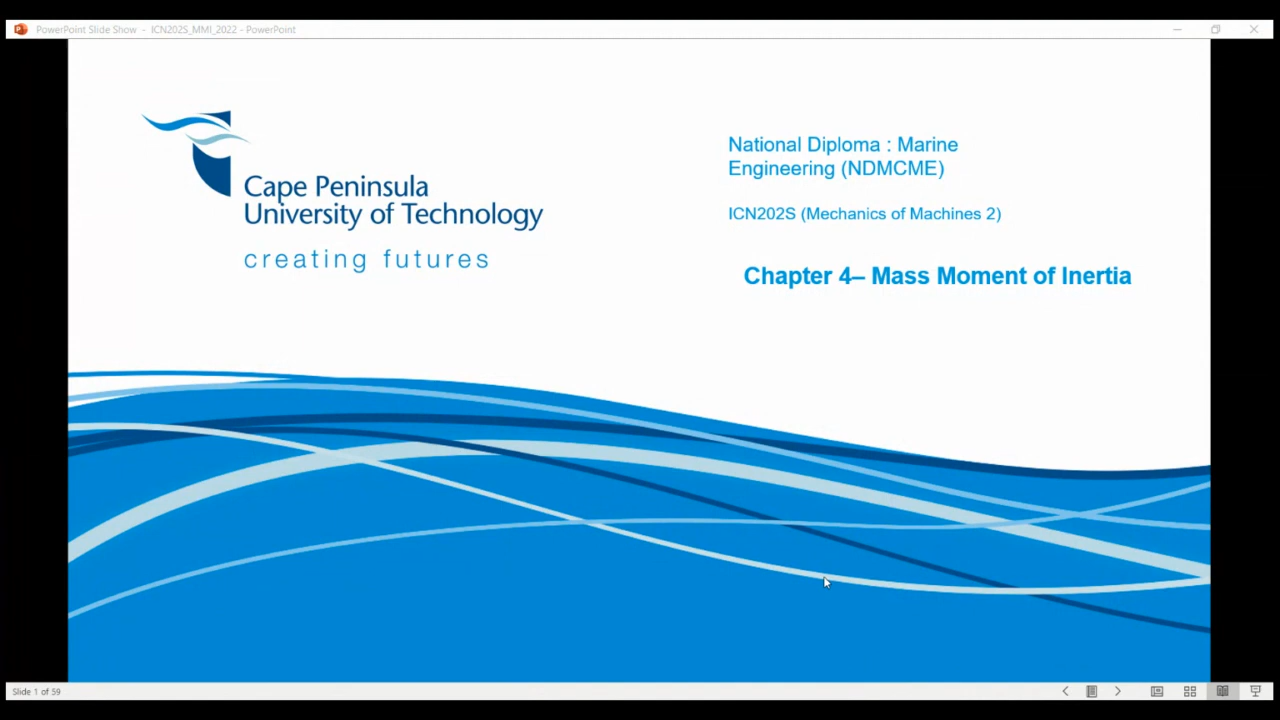 PowerPoint Slide Show - ICN202S_MMI_2022 - PowerPoint
Cape Peninsula
University of Technology
creating futures
National Diploma : Marine
Engineering (NDMCME)
ICN202S (Mechanics of Machines 2)
Chapter 4– Mass Moment of Inertia
Slide 1 of 59